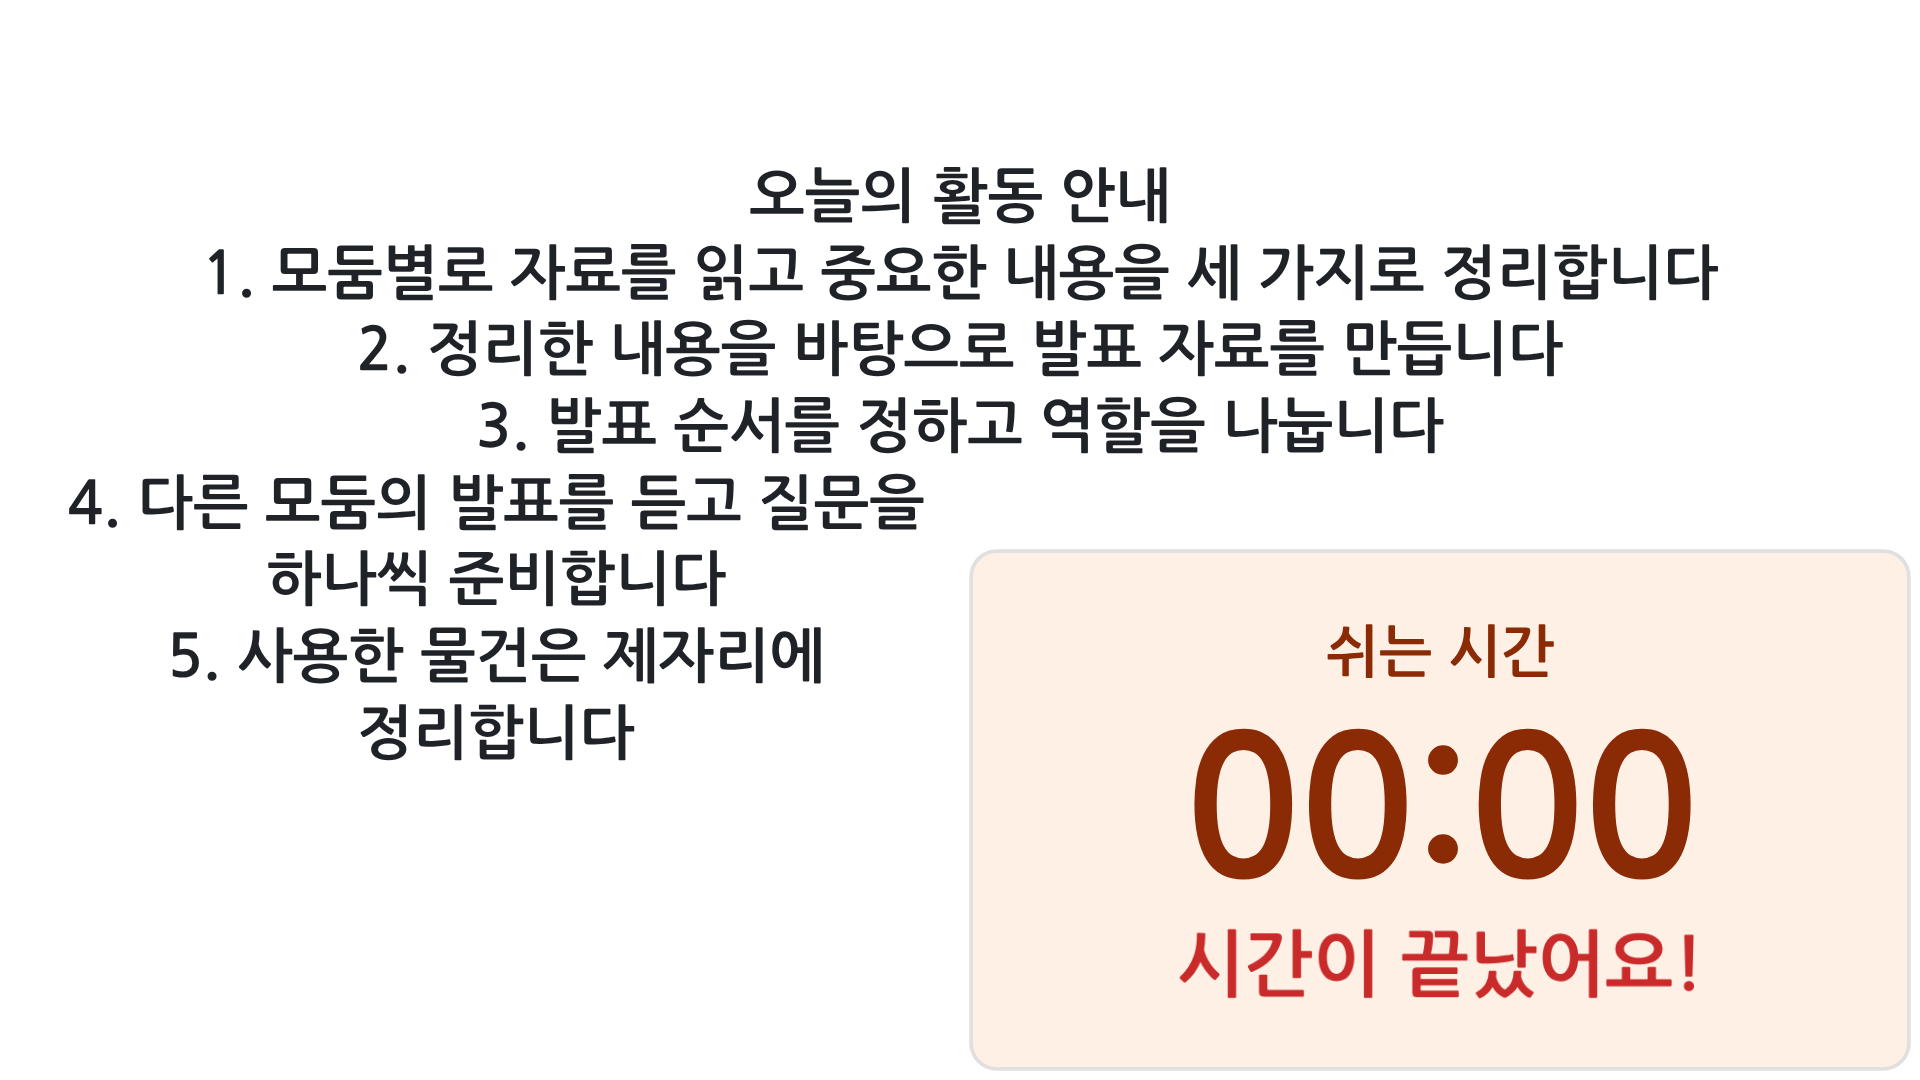 오늘의 활동 안내
1. 모둠별로 자료를 읽고 중요한 내용을 세 가지로 정리합니다
2. 정리한 내용을 바탕으로 발표 자료를 만듭니다
3. 발표 순서를 정하고 역할을 나눕니다
4. 다른 모둠의 발표를 듣고 질문을
하나씩 준비합니다
5. 사용한 물건은 제자리에
정리합니다
쉬는 시간
00:00
시간이 끝났어요!